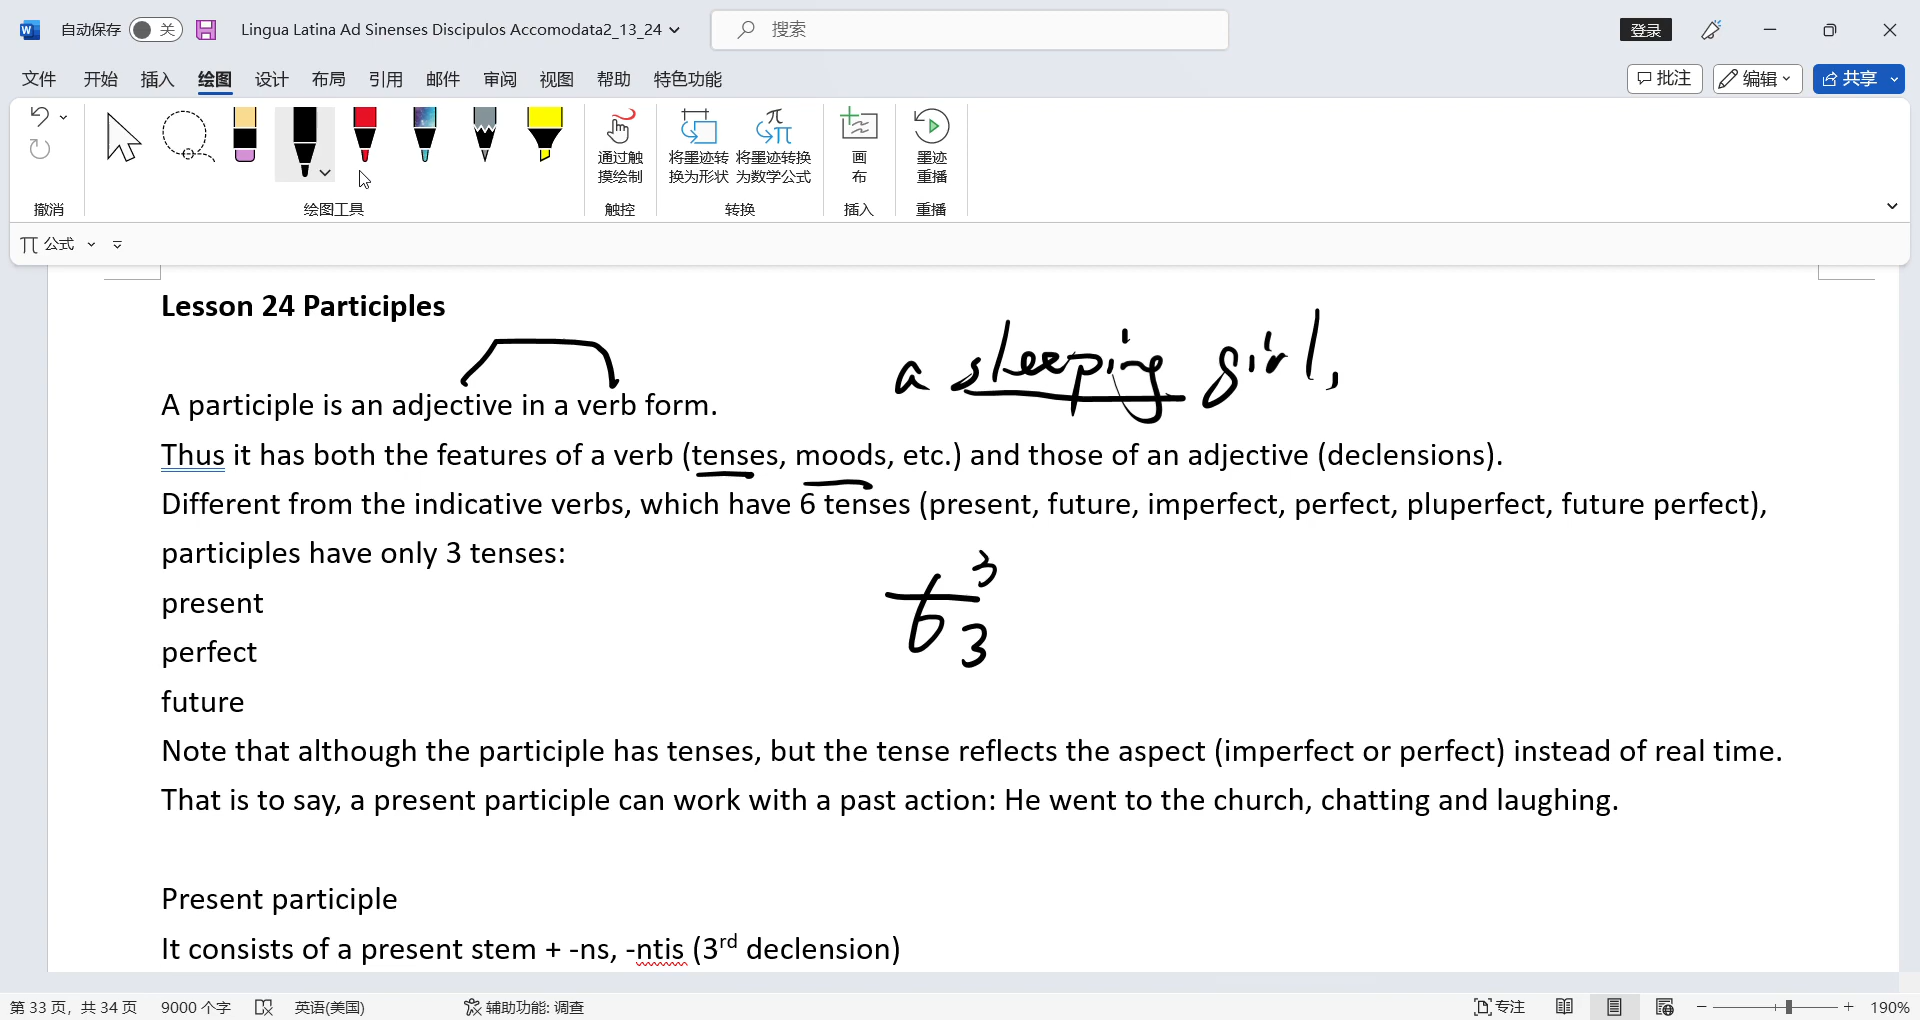 自动保存 关 Lingua Latina Ad Sinenses Discipulos Accomodata2_13_24 搜索 登录
文件 开始 插入 绘图 设计 布局 引用 邮件 审阅 视图 帮助 特色功能 批注 编辑 共享
通过触摸绘制 将墨迹转换为形状 将墨迹转换为数学公式 画布 墨迹重播
撤消 绘图工具 触控 转换 插入 重播
公式
Lesson 24 Participles
a sleeping girl,
A participle is an adjective in a verb form.
Thus it has both the features of a verb (tenses, moods, etc.) and those of an adjective (declensions).
Different from the indicative verbs, which have 6 tenses (present, future, imperfect, perfect, pluperfect, future perfect),
participles have only 3 tenses:
3
present
6
3
perfect
future
Note that although the participle has tenses, but the tense reflects the aspect (imperfect or perfect) instead of real time.
That is to say, a present participle can work with a past action: He went to the church, chatting and laughing.
Present participle
It consists of a present stem + -ns, -ntis (3rd declension)
第 33 页，共 34 页 9000 个字 英语(美国) 辅助功能: 调查 专注 190%